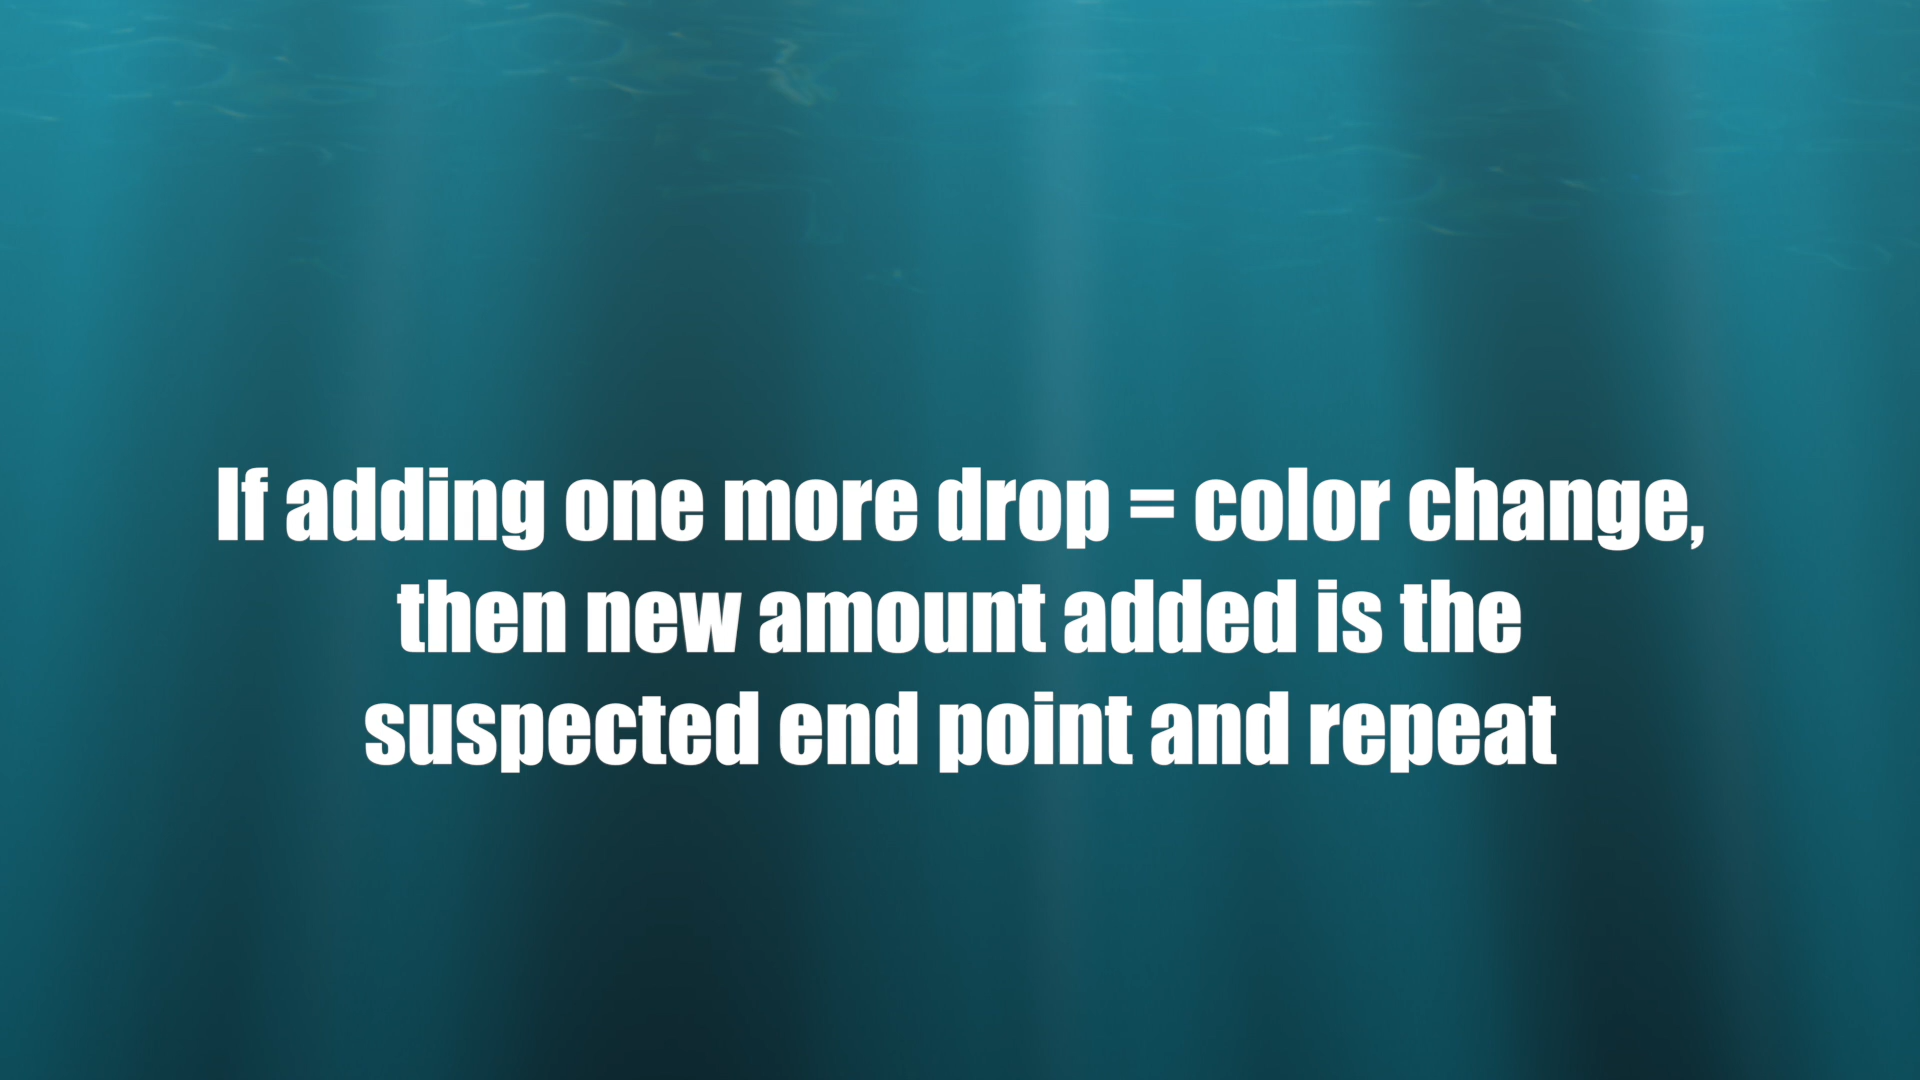 If adding one more drop = color change,
then new amount added is the
suspected end point and repeat